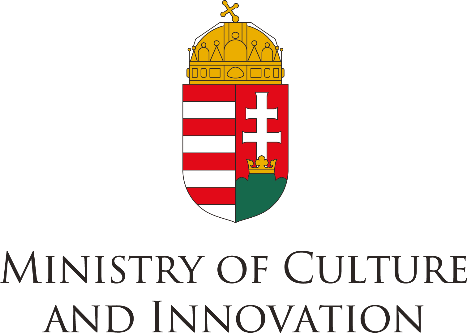 Ministry of Culture
and Innovation